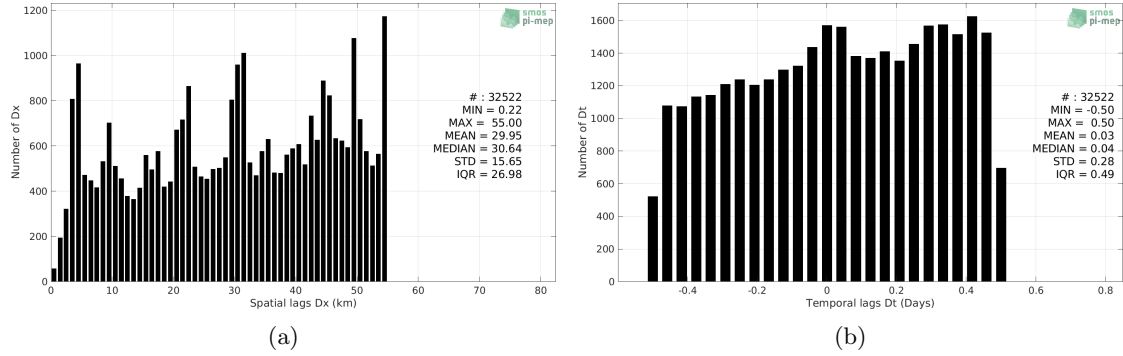 1200
1000
800
600
400
200
0
Number of Dx
0 10 20 30 40 50 60 70 80
Spatial lags Dx (km)
smos
pi-mep
# : 32522
MIN = 0.22
MAX = 55.00
MEAN = 29.95
MEDIAN = 30.64
STD = 15.65
IQR = 26.98
(a)
1600
1400
1200
1000
800
600
400
200
0
Number of Dt
-0.4 -0.2 0 0.2 0.4 0.6 0.8
Temporal lags Dt (Days)
smos
pi-mep
# : 32522
MIN = -0.50
MAX = 0.50
MEAN = 0.03
MEDIAN = 0.04
STD = 0.28
IQR = 0.49
(b)